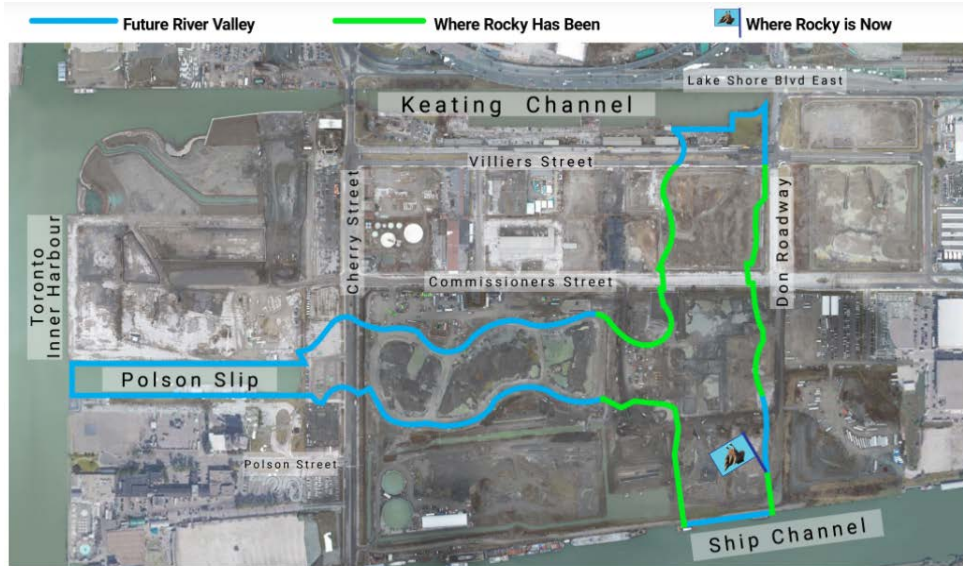 Future River Valley
Where Rocky Has Been
Where Rocky is Now
Lake Shore Blvd East
Keating Channel
Villiers Street
Cherry Street
Don Roadway
Toronto
Inner Harbour
Commissioners Street
Polson Slip
Polson Street
Ship Channel